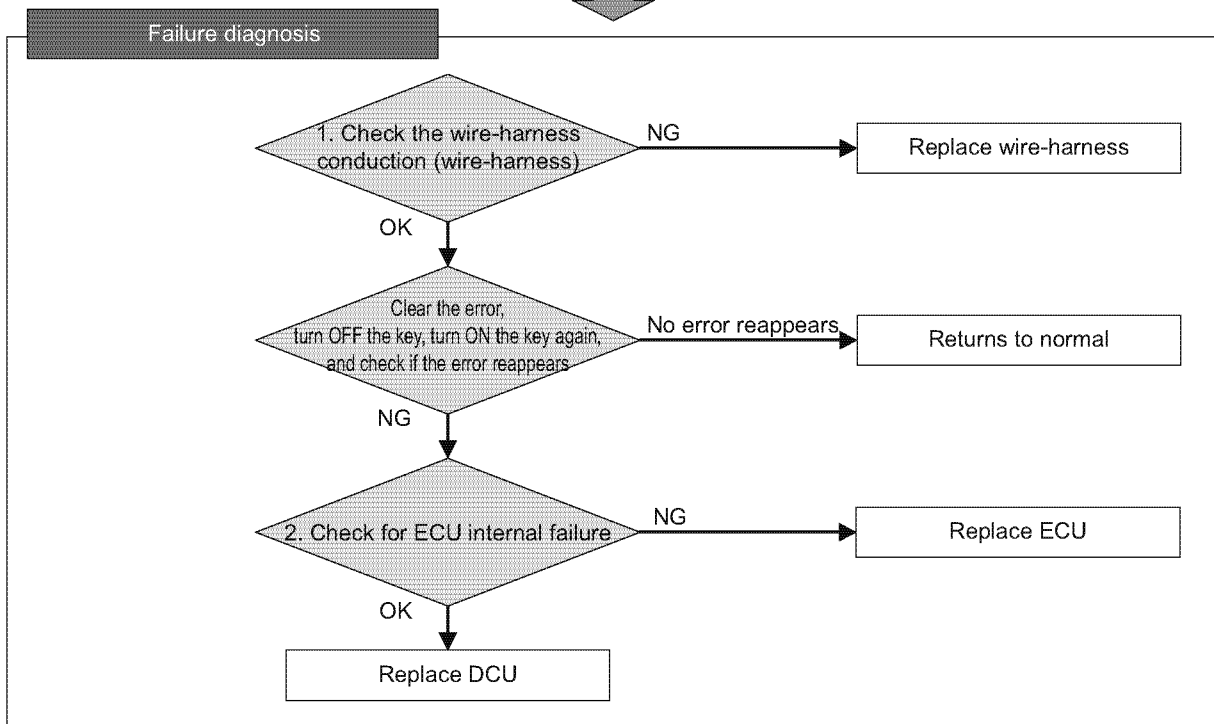 Failure diagnosis
1. Check the wire-harness
conduction (wire-harness)
NG
Replace wire-harness
OK
Clear the error,
turn OFF the key, turn ON the key again,
and check if the error reappears
No error reappears
Returns to normal
NG
2. Check for ECU internal failure
NG
Replace ECU
OK
Replace DCU